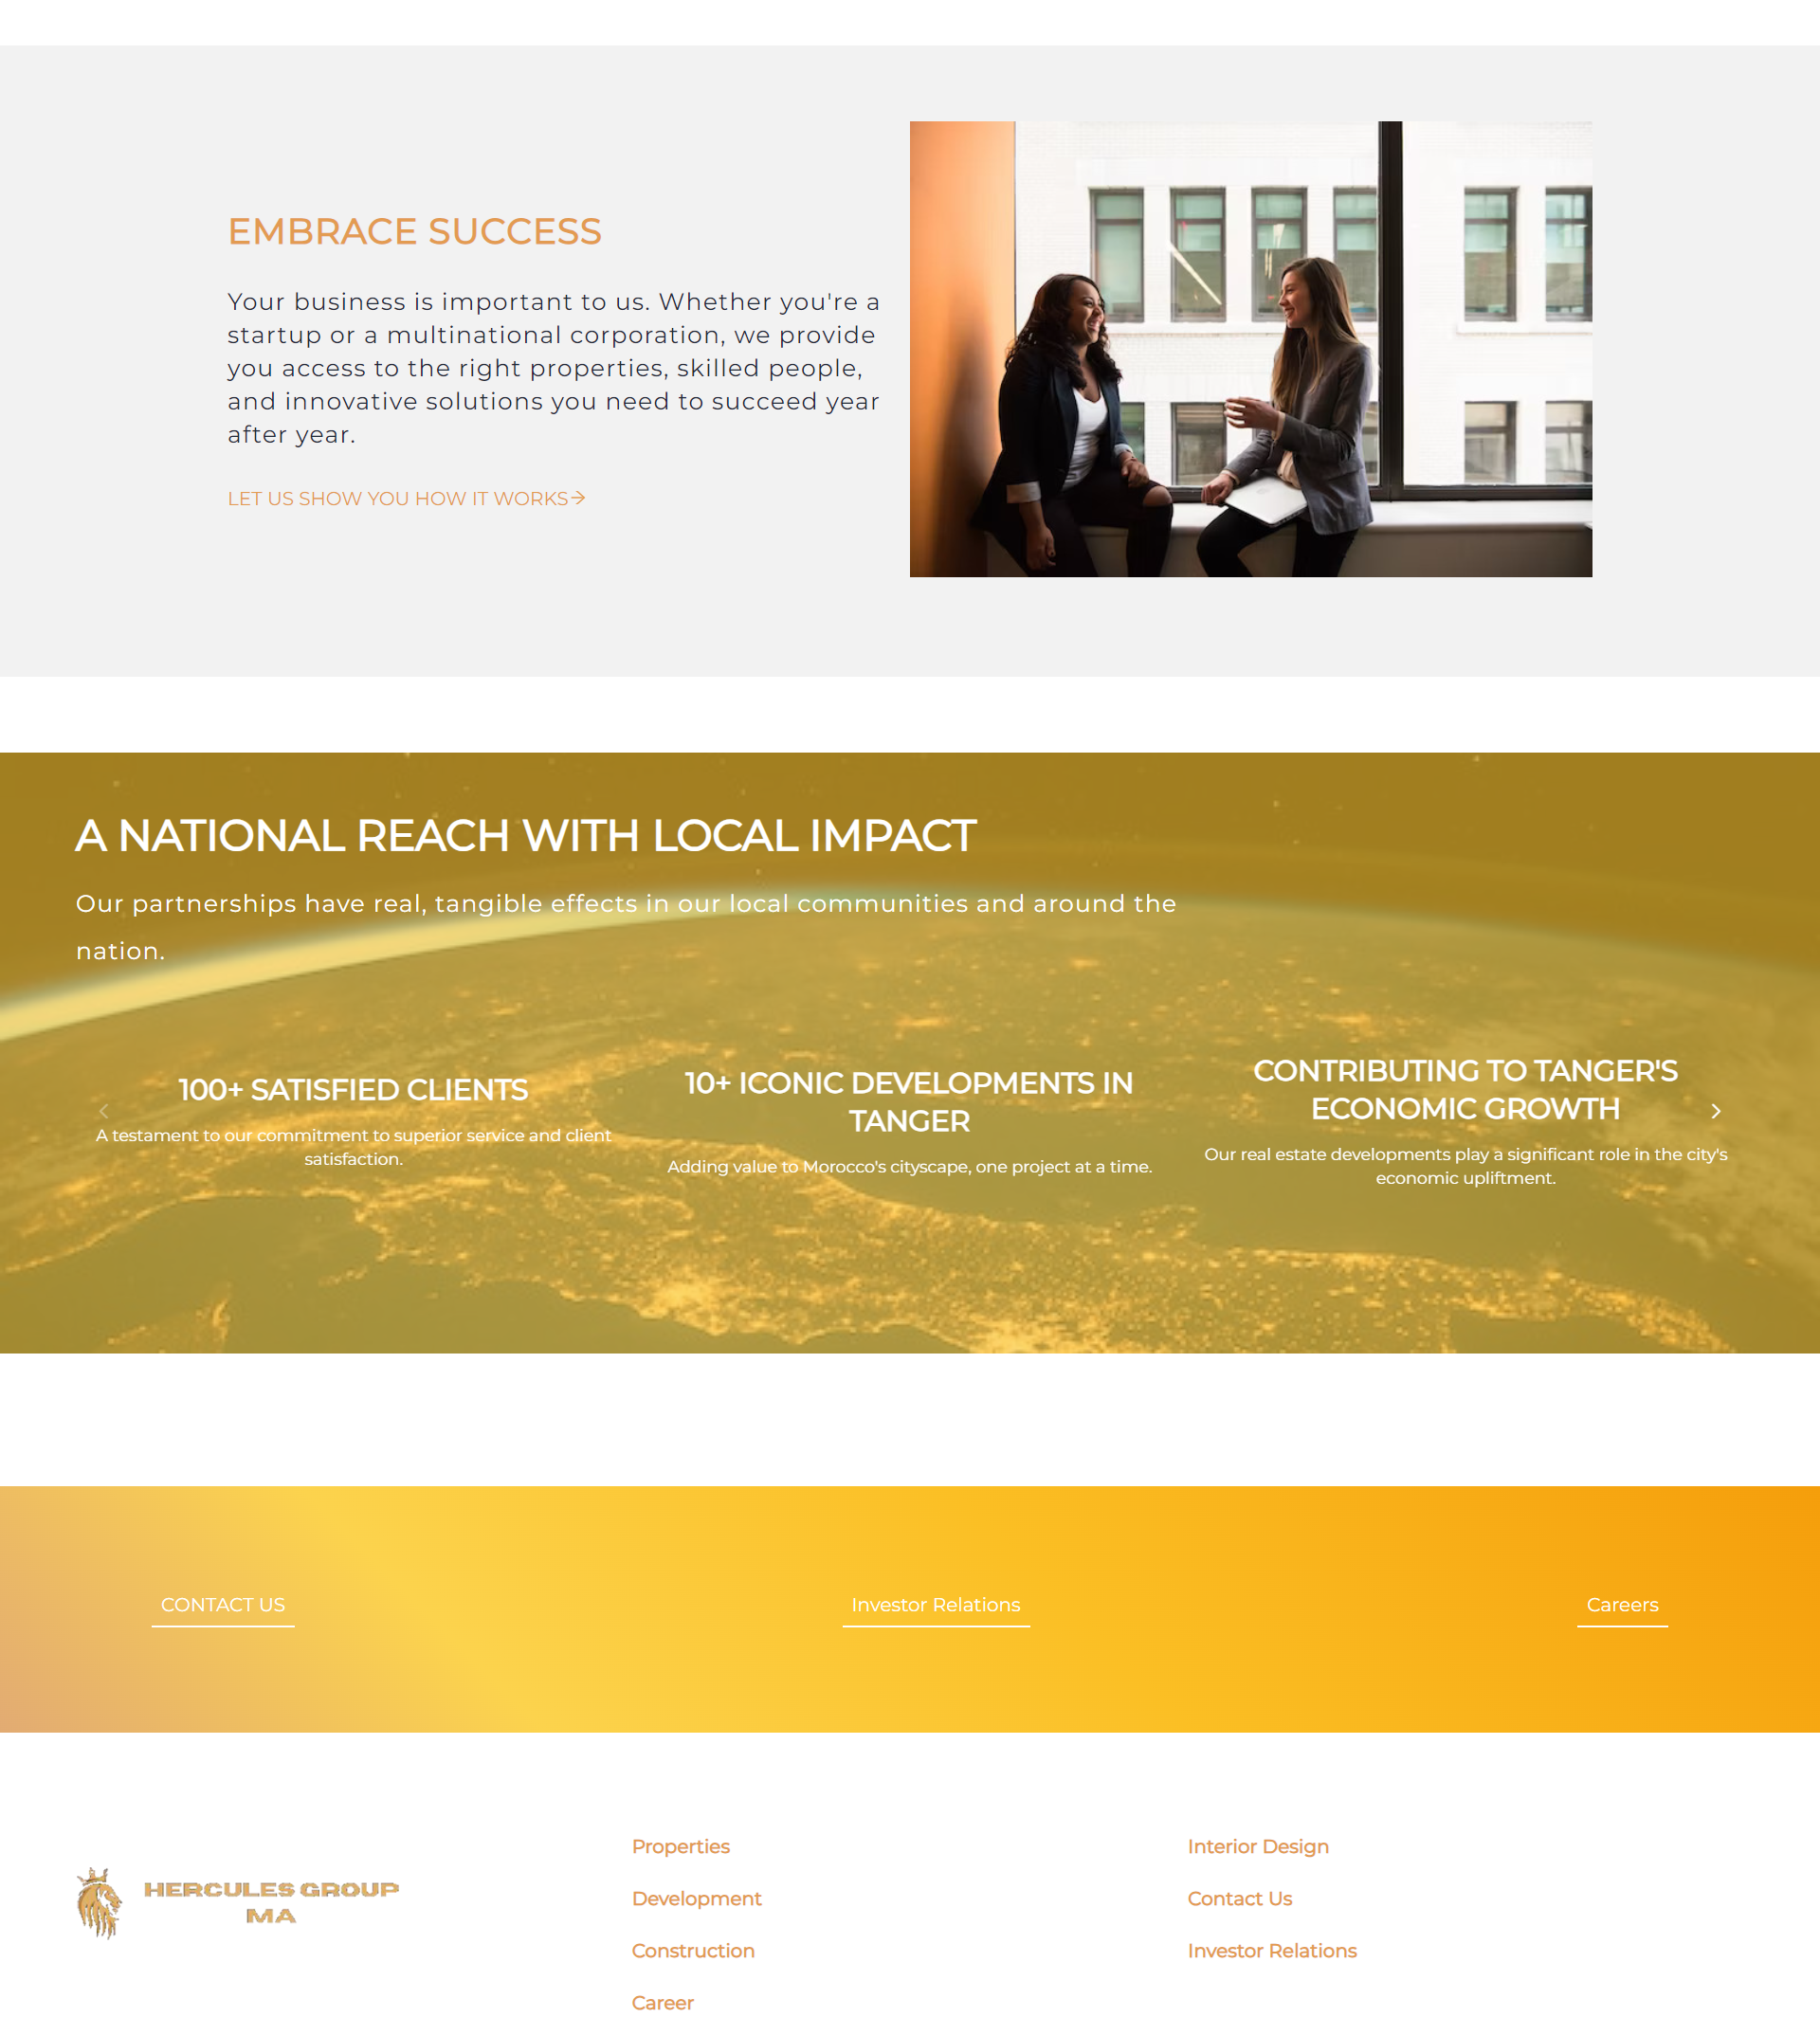 EMBRACE SUCCESS
Your business is important to us. Whether you're a
startup or a multinational corporation, we provide
you access to the right properties, skilled people,
and innovative solutions you need to succeed year
after year.
LET US SHOW YOU HOW IT WORKS→
A NATIONAL REACH WITH LOCAL IMPACT
Our partnerships have real, tangible effects in our local communities and around the
nation.
100+ SATISFIED CLIENTS
A testament to our commitment to superior service and client
satisfaction.
10+ ICONIC DEVELOPMENTS IN
TANGER
Adding value to Morocco's cityscape, one project at a time.
CONTRIBUTING TO TANGER'S
ECONOMIC GROWTH
Our real estate developments play a significant role in the city's
economic upliftment.
CONTACT US
Investor Relations
Careers
HERCULES GROUP
MA
Properties
Development
Construction
Career
Interior Design
Contact Us
Investor Relations